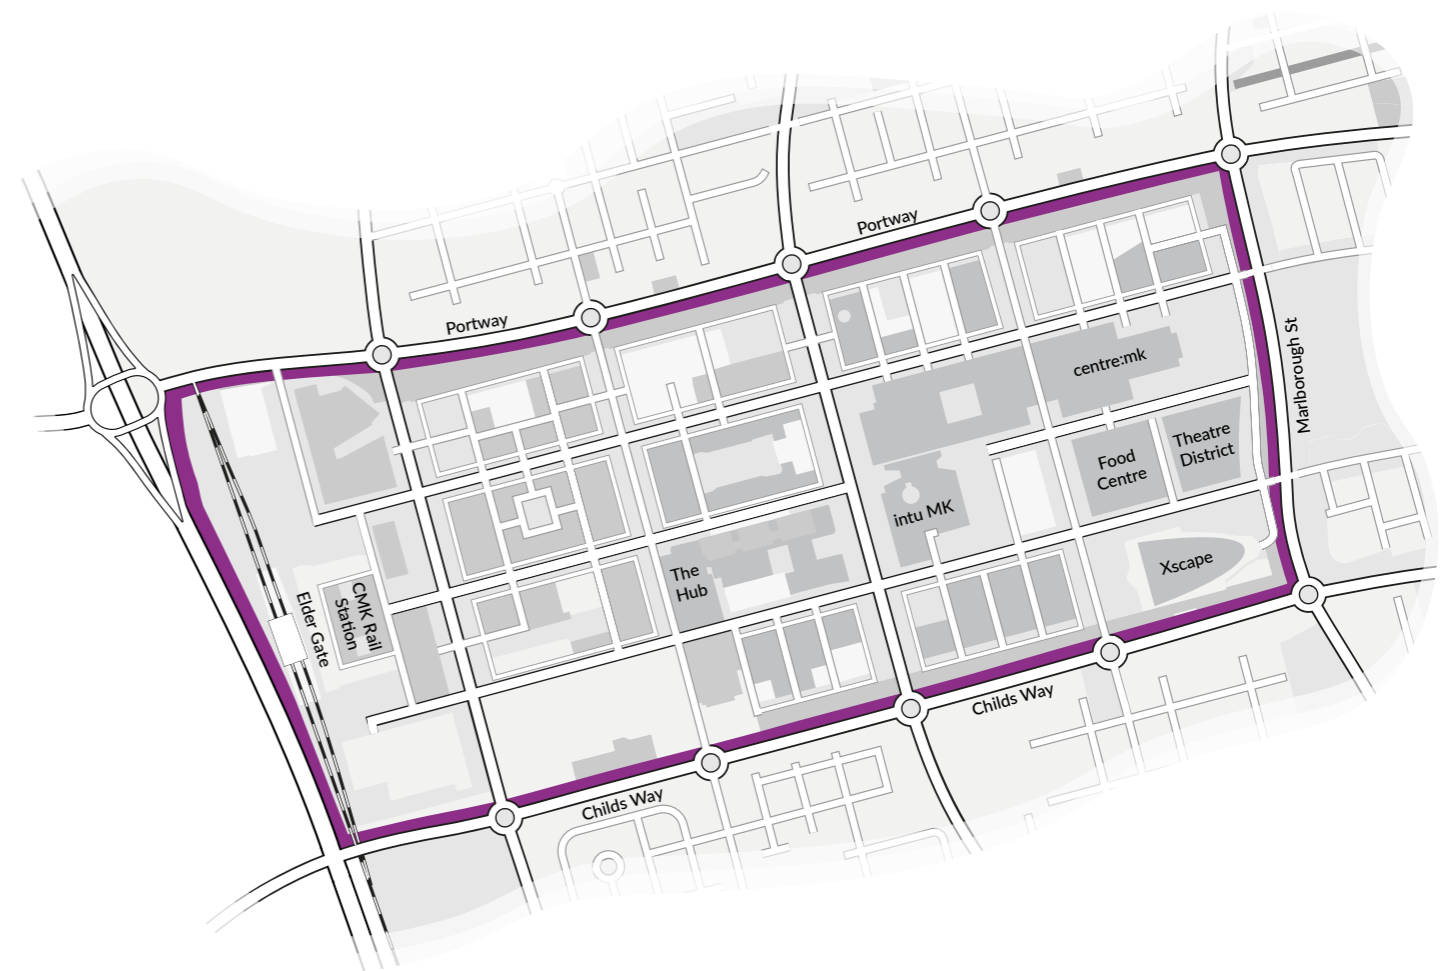 Portway
Portway
centre:mk
Marlborough St
Theatre
District
Food
Centre
intu MK
Xscape
The
Hub
CMK Rail
Station
Elder Gate
Childs Way
Childs Way